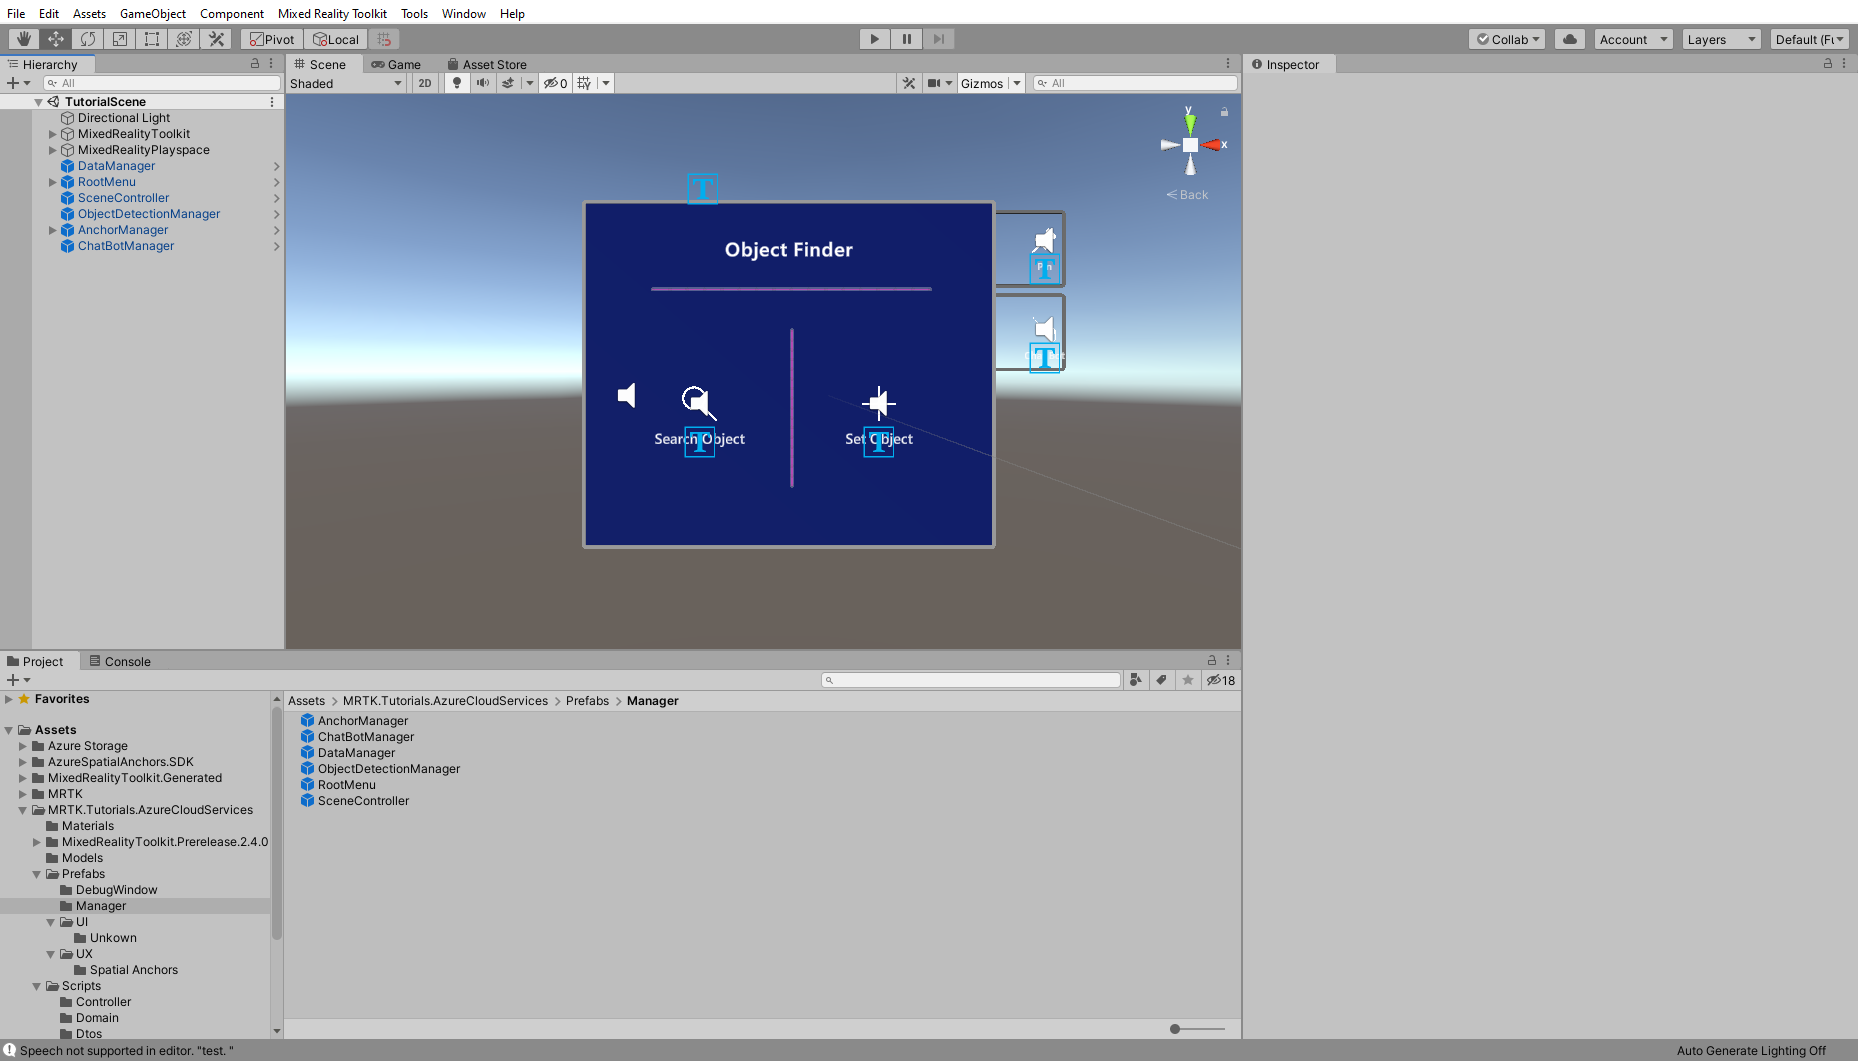 File Edit Assets GameObject Component Mixed Reality Toolkit Tools Window Help
Pivot Local Collab Account Layers Default (Fu
Hierarchy
All
TutorialScene
Directional Light
MixedRealityToolkit
MixedRealityPlayspace
DataManager
RootMenu
SceneController
ObjectDetectionManager
AnchorManager
ChatBotManager
Scene Game Asset Store
Shaded 2D 0 Gizmos All
y
x
Back
Object Finder
Search Object
Set Object
Inspector
Project Console
18
Favorites
Assets
Azure Storage
AzureSpatialAnchors.SDK
MixedRealityToolkit.Generated
MRTK
MRTK.Tutorials.AzureCloudServices
Materials
MixedRealityToolkit.Prerelease.2.4.0
Models
Prefabs
DebugWindow
Manager
UI
Unkown
UX
Spatial Anchors
Scripts
Controller
Domain
Dtos
Assets > MRTK.Tutorials.AzureCloudServices > Prefabs > Manager
AnchorManager
ChatBotManager
DataManager
ObjectDetectionManager
RootMenu
SceneController
Speech not supported in editor. "test. "
Auto Generate Lighting Off